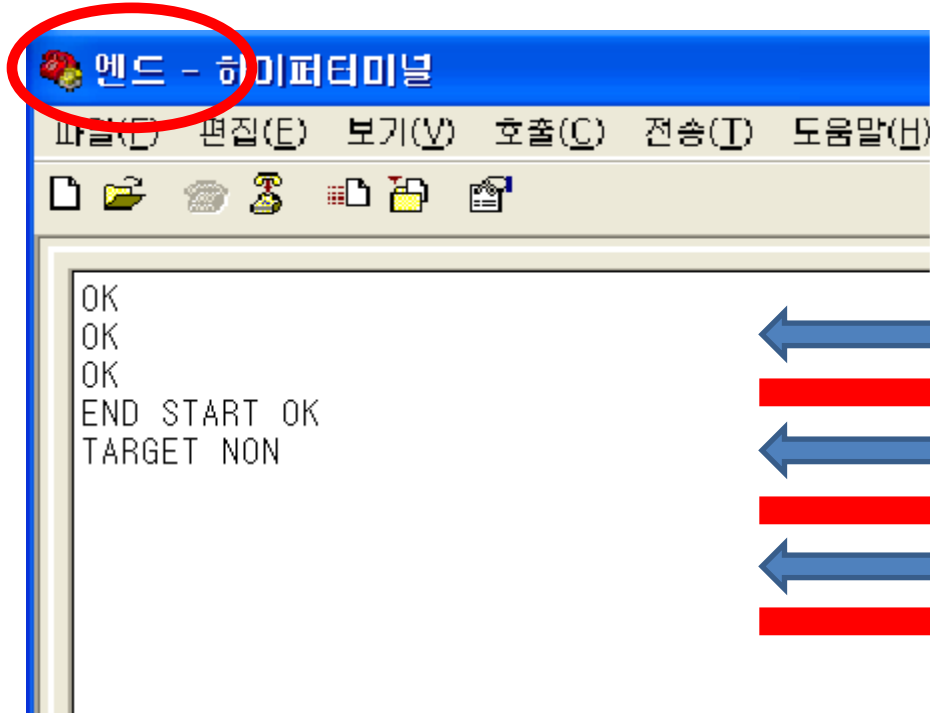 엔드 - 하이퍼터미널
파일(F) 편집(E) 보기(V) 호출(C) 전송(T) 도움말(H)
OK
OK
OK
END START OK
TARGET NON